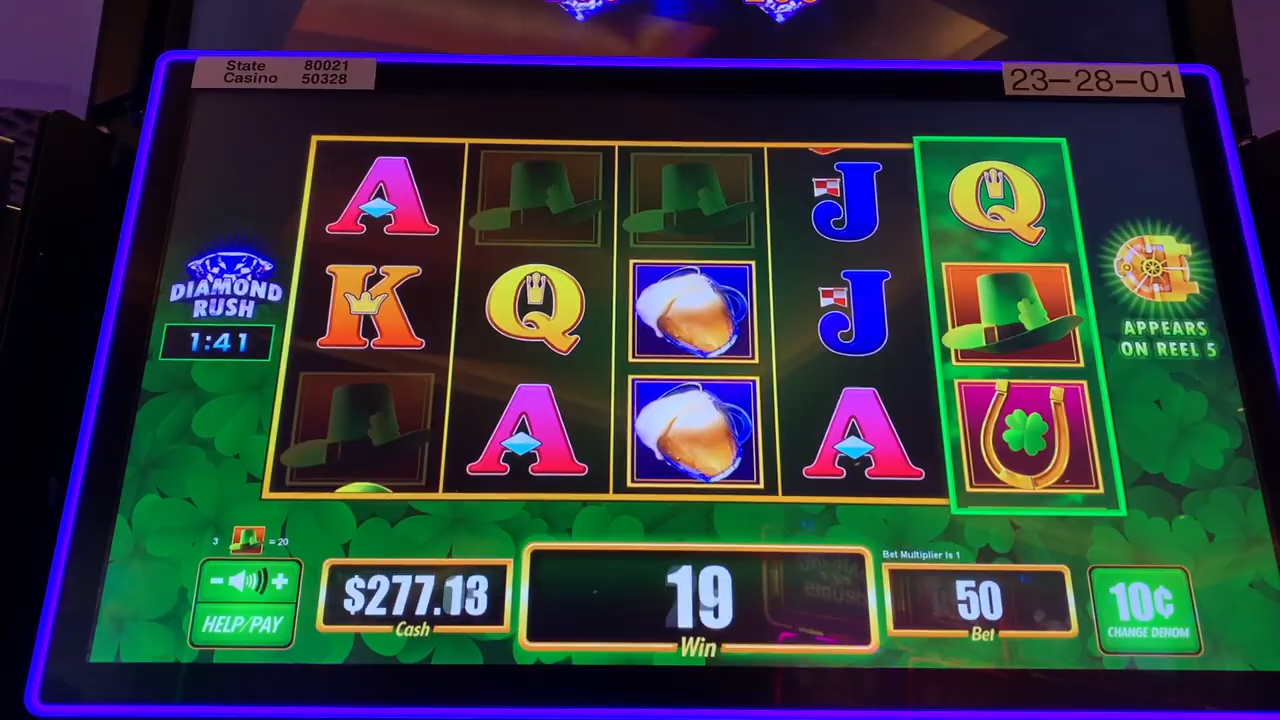 State 80021
Casino 50328
23-28-01
A
J
Q
K
Q
J
A
A
DIAMOND
RUSH
1:41
APPEARS
ON REEL 5
3 = 20
- +
HELP/PAY
$277.13
Cash
19
Win
Bet Multiplier Is 1
50
Bet
10¢
CHANGE DENOM